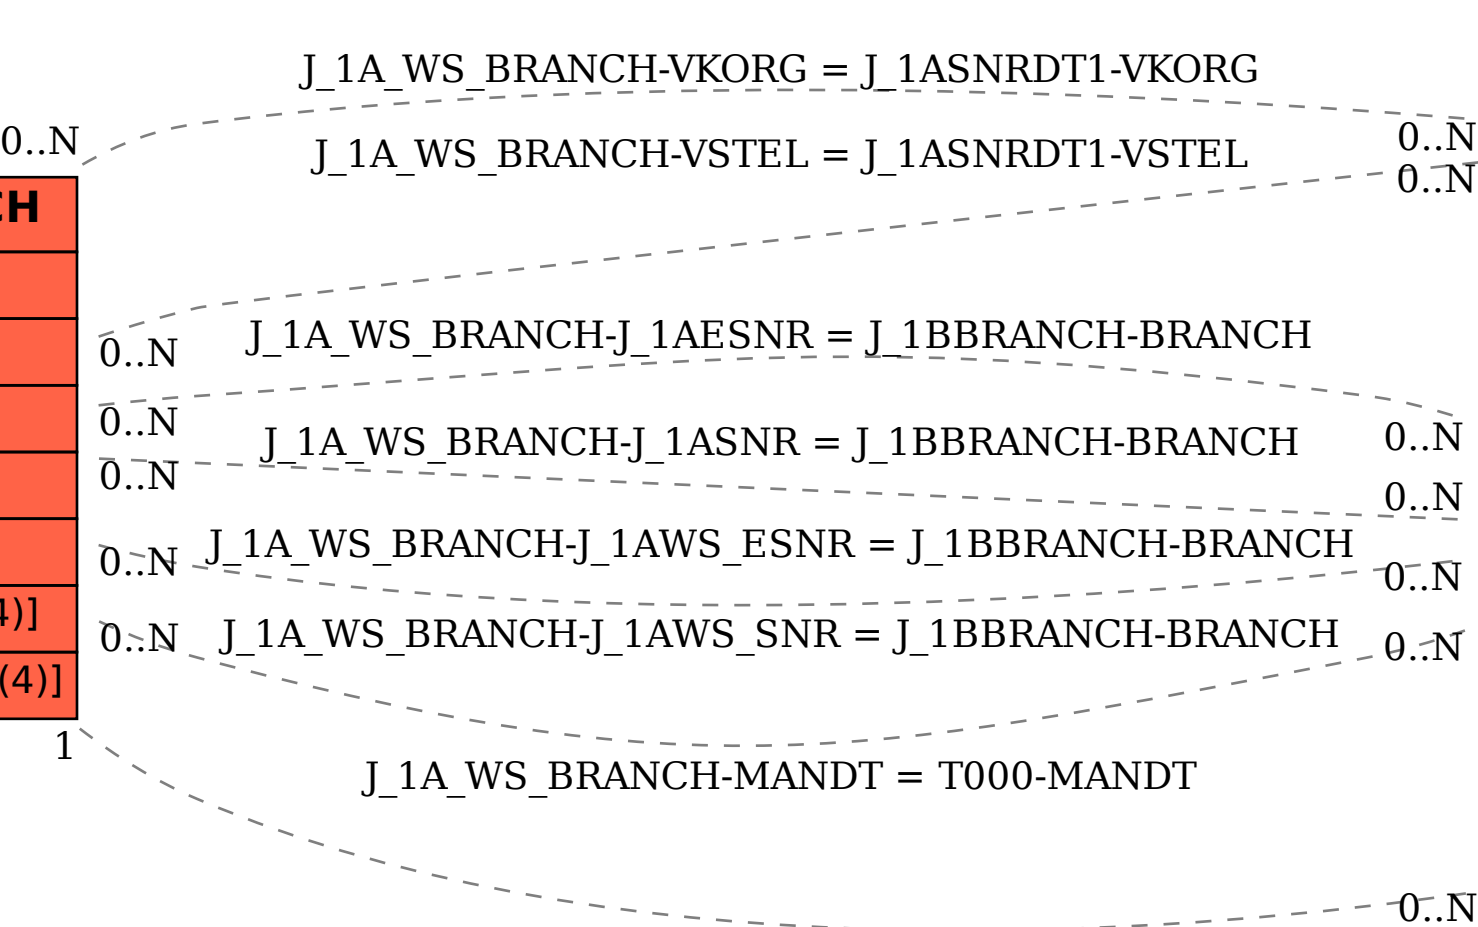 J_1A_WS_BRANCH-VKORG = J_1ASNRDT1-VKORG
0..N
0..N
J_1A_WS_BRANCH-VSTEL = J_1ASNRDT1-VSTEL
0..N
CH
J_1A_WS_BRANCH-J_1AESNR = J_1BBRANCH-BRANCH
0..N
0..N
J_1A_WS_BRANCH-J_1ASNR = J_1BBRANCH-BRANCH
0..N
0..N
0..N
J_1A_WS_BRANCH-J_1AWS_ESNR = J_1BBRANCH-BRANCH
0..N
0..N
4)]
0..N
J_1A_WS_BRANCH-J_1AWS_SNR = J_1BBRANCH-BRANCH
0..N
(4)]
1
J_1A_WS_BRANCH-MANDT = T000-MANDT
0..N